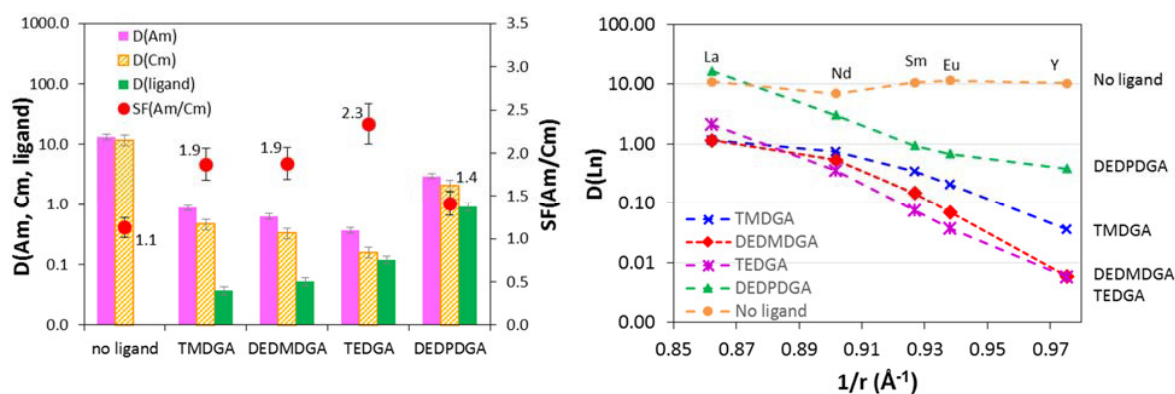 D(Am, Cm, ligand)
1000.0
100.0
10.0
1.0
0.1
0.0
D(Am)
D(Cm)
D(ligand)
SF(Am/Cm)
1.1
1.9
1.9
2.3
1.4
3.5
3.0
2.5
2.0
1.5
1.0
0.5
0.0
SF(Am/Cm)
no ligand TMDGA DEDMDGA TEDGA DEDPDGA
D(Ln)
100.00
10.00
1.00
0.10
0.01
0.00
La
Nd
Sm
Eu
Y
No ligand
DEDPDGA
TMDGA
DEDMDGA
TEDGA
TMDGA
DEDMDGA
TEDGA
DEDPDGA
No ligand
0.85 0.87 0.89 0.91 0.93 0.95 0.97
1/r (Å⁻¹)